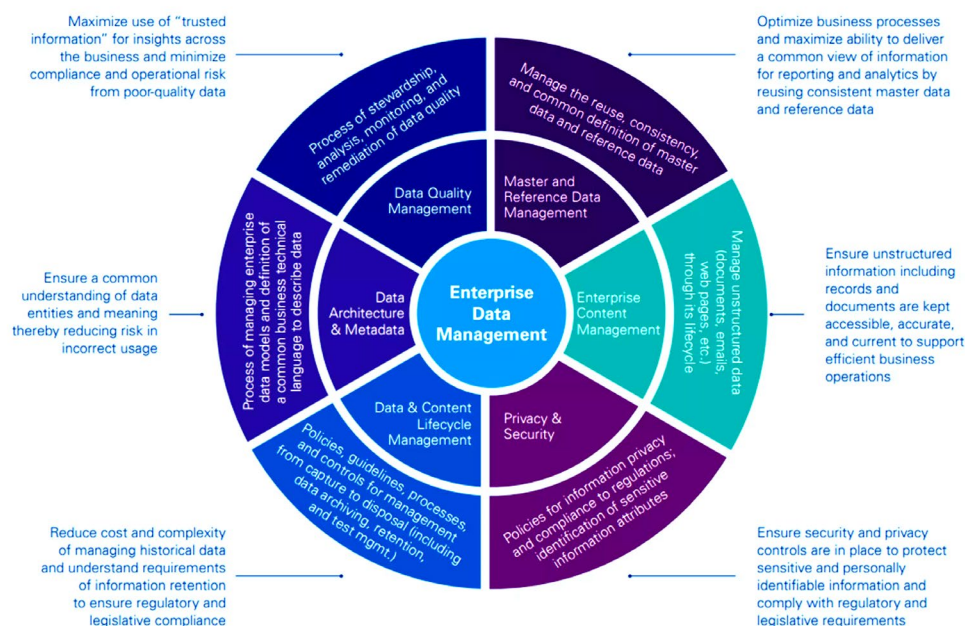 Maximize use of “trusted
information” for insights across
the business and minimize
compliance and operational risk
from poor-quality data
Optimize business processes
and maximize ability to deliver
a common view of information
for reporting and analytics by
reusing consistent master data
and reference data
Process of stewardship,
analysis, monitoring, and
remediation of data quality
Manage the reuse, consistency,
and common definition of master
data and reference data
Data Quality
Management
Master and
Reference Data
Management
Ensure a common
understanding of data
entities and meaning
thereby reducing risk in
incorrect usage
Process of managing enterprise
data models and definition of
a common business technical
language to describe data
Data
Architecture
& Metadata
Enterprise
Data
Management
Enterprise
Content
Management
Manage unstructured data
(documents, emails,
web pages, etc.)
through its lifecycle
Ensure unstructured
information including
records and
documents are kept
accessible, accurate,
and current to support
efficient business
operations
Data & Content
Lifecycle
Management
Privacy &
Security
Policies, guidelines, processes,
and controls for management
from capture to disposal (including
data archiving, retention,
and test mgmt.)
Policies for information privacy
and compliance to regulations;
identification of sensitive
information attributes
Reduce cost and complexity
of managing historical data
and understand requirements
of information retention
to ensure regulatory and
legislative compliance
Ensure security and privacy
controls are in place to protect
sensitive and personally
identifiable information and
comply with regulatory and
legislative requirements